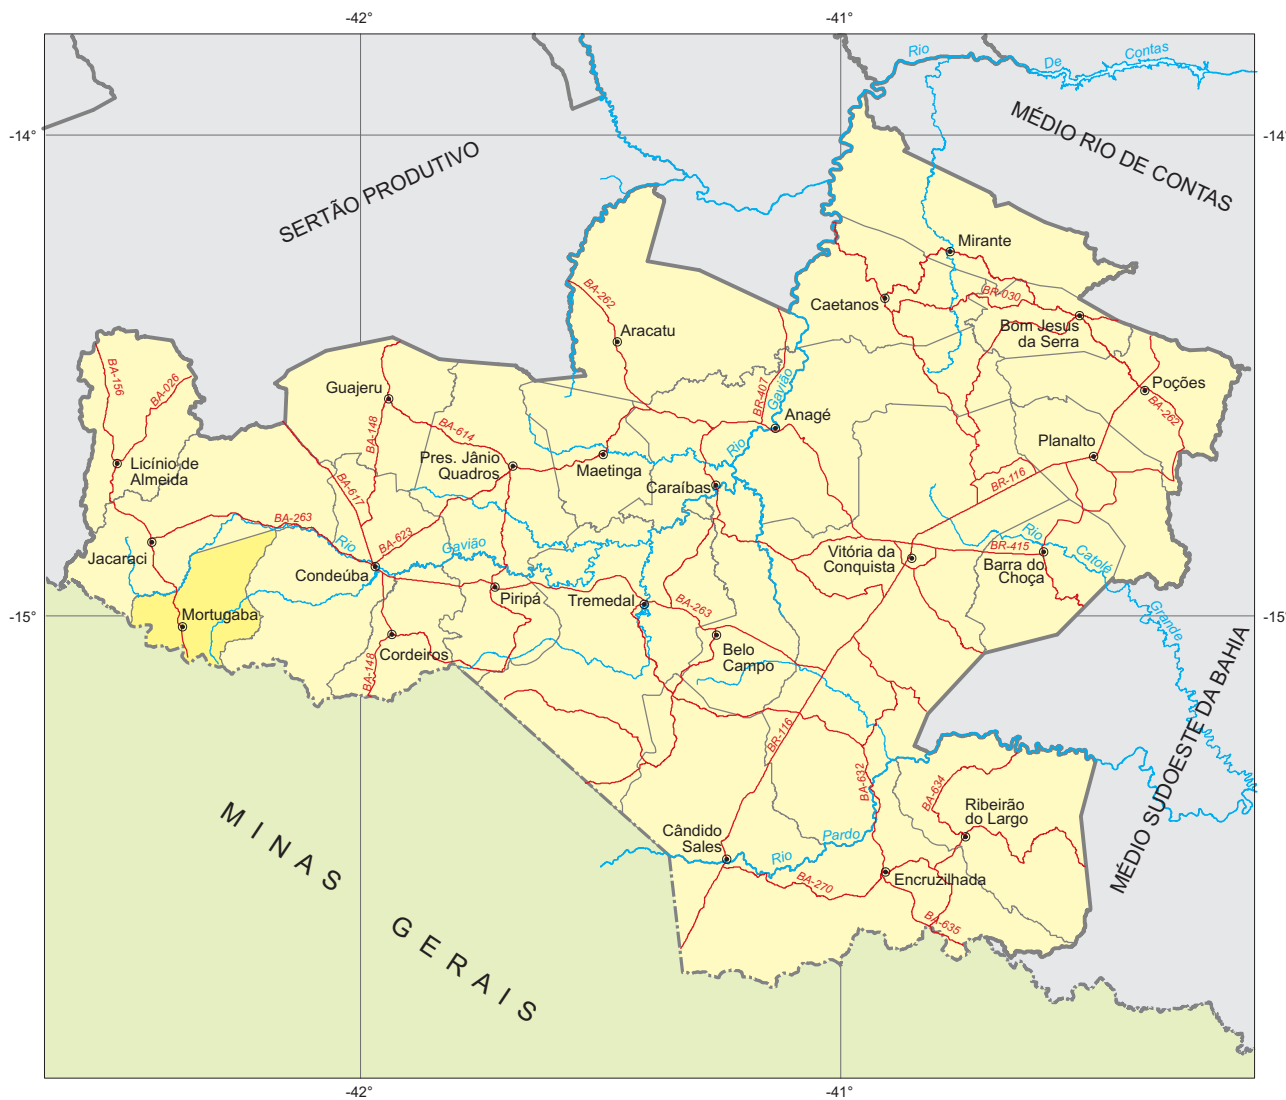 -42°
-41°
Rio
De
Contas
-14°
-14°
MÉDIO RIO DE CONTAS
SERTÃO PRODUTIVO
Mirante
BA-262
BR-030
Caetanos
Aracatu
Bom Jesus
da Serra
BA-156
BA-026
Guajeru
BR-407
Gavião
Poções
BA-262
BA-148
BA-614
Anagé
Rio
Planalto
Licínio de
Almeida
Pres. Jânio
Quadros
Maetinga
Caraíbas
BR-116
BA-617
BA-263
BA-623
Rio
Gavião
Rio
Catolé
Jacaraci
Vitória da
Conquista
BR-415
Barra do
Choça
Condeúba
Piripá
Tremedal
BA-263
Grande
Mortugaba
-15°
-15°
Cordeiros
BA-148
Belo
Campo
MÉDIO SUDOESTE DA BAHIA
BR-116
BA-632
BA-634
Ribeirão
do Largo
Cândido
Sales
Rio
Pardo
BA-270
Encruzilhada
BA-635
MINAS GERAIS
-42°
-41°